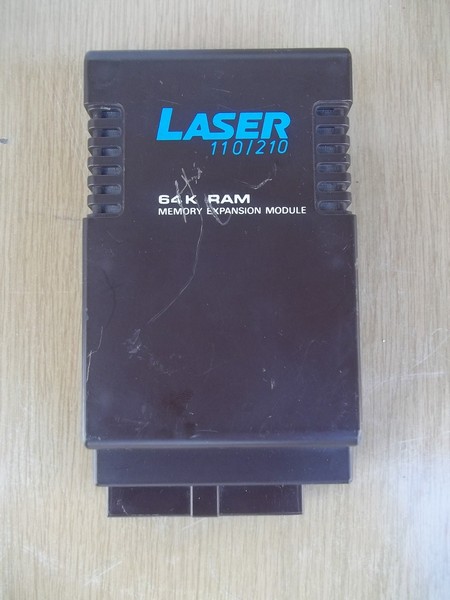 LASER
110/210
64K RAM
MEMORY EXPANSION MODULE